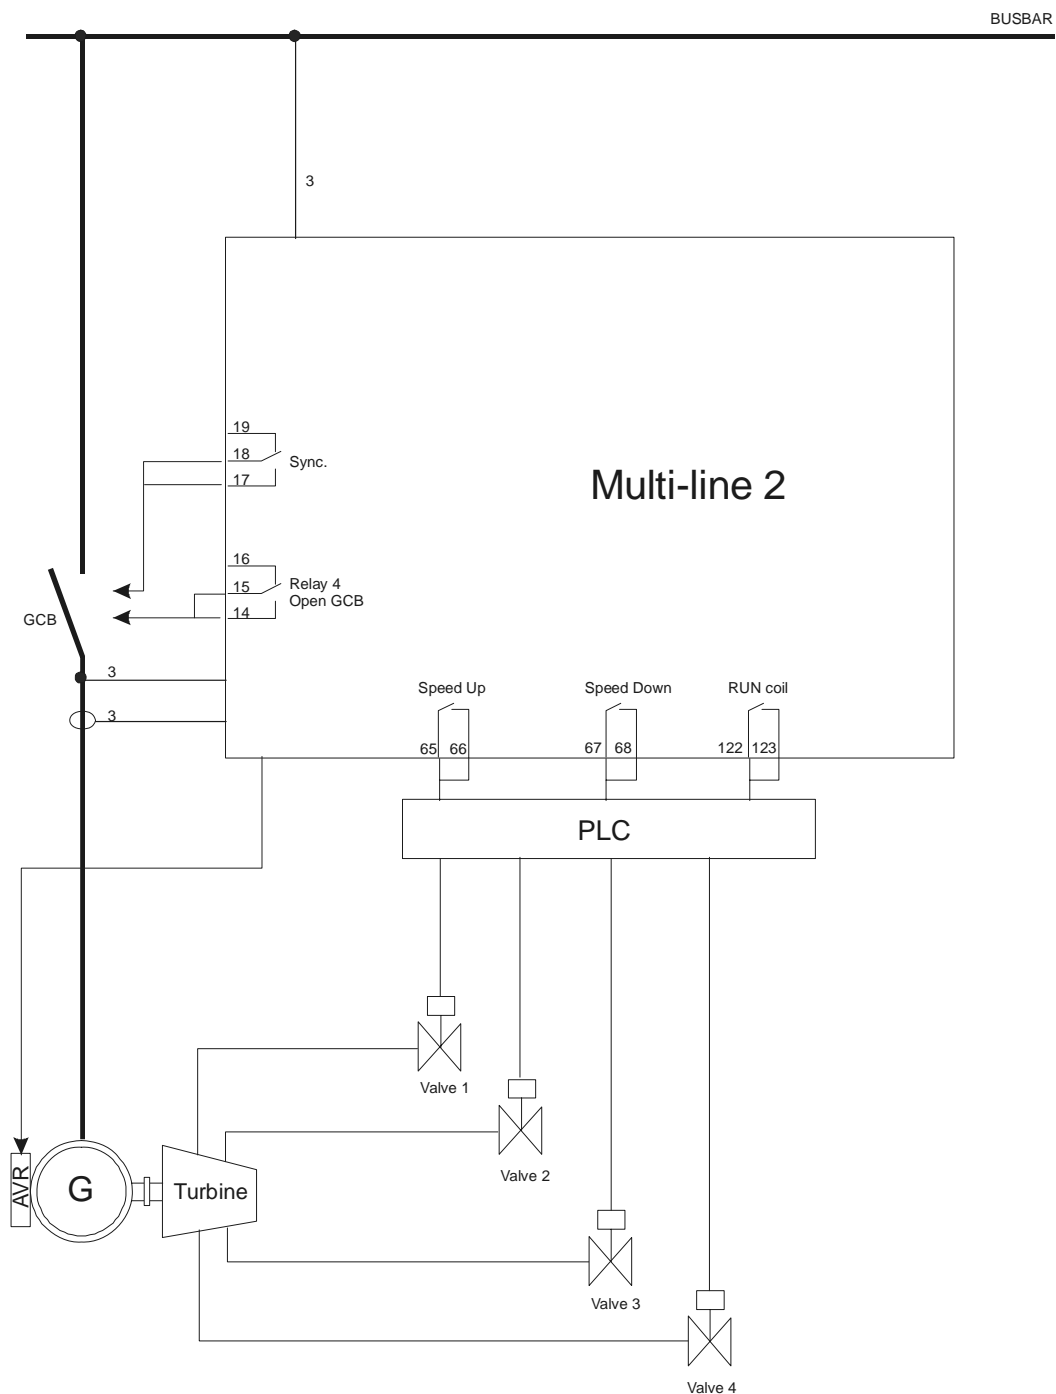 BUSBAR
3
19
18
Sync.
17
Multi-line 2
16
15
Relay 4
Open GCB
14
GCB
3
3
Speed Up
Speed Down
RUN coil
65 66
67 68
122 123
PLC
Valve 1
Valve 2
AVR
G
Turbine
Valve 3
Valve 4